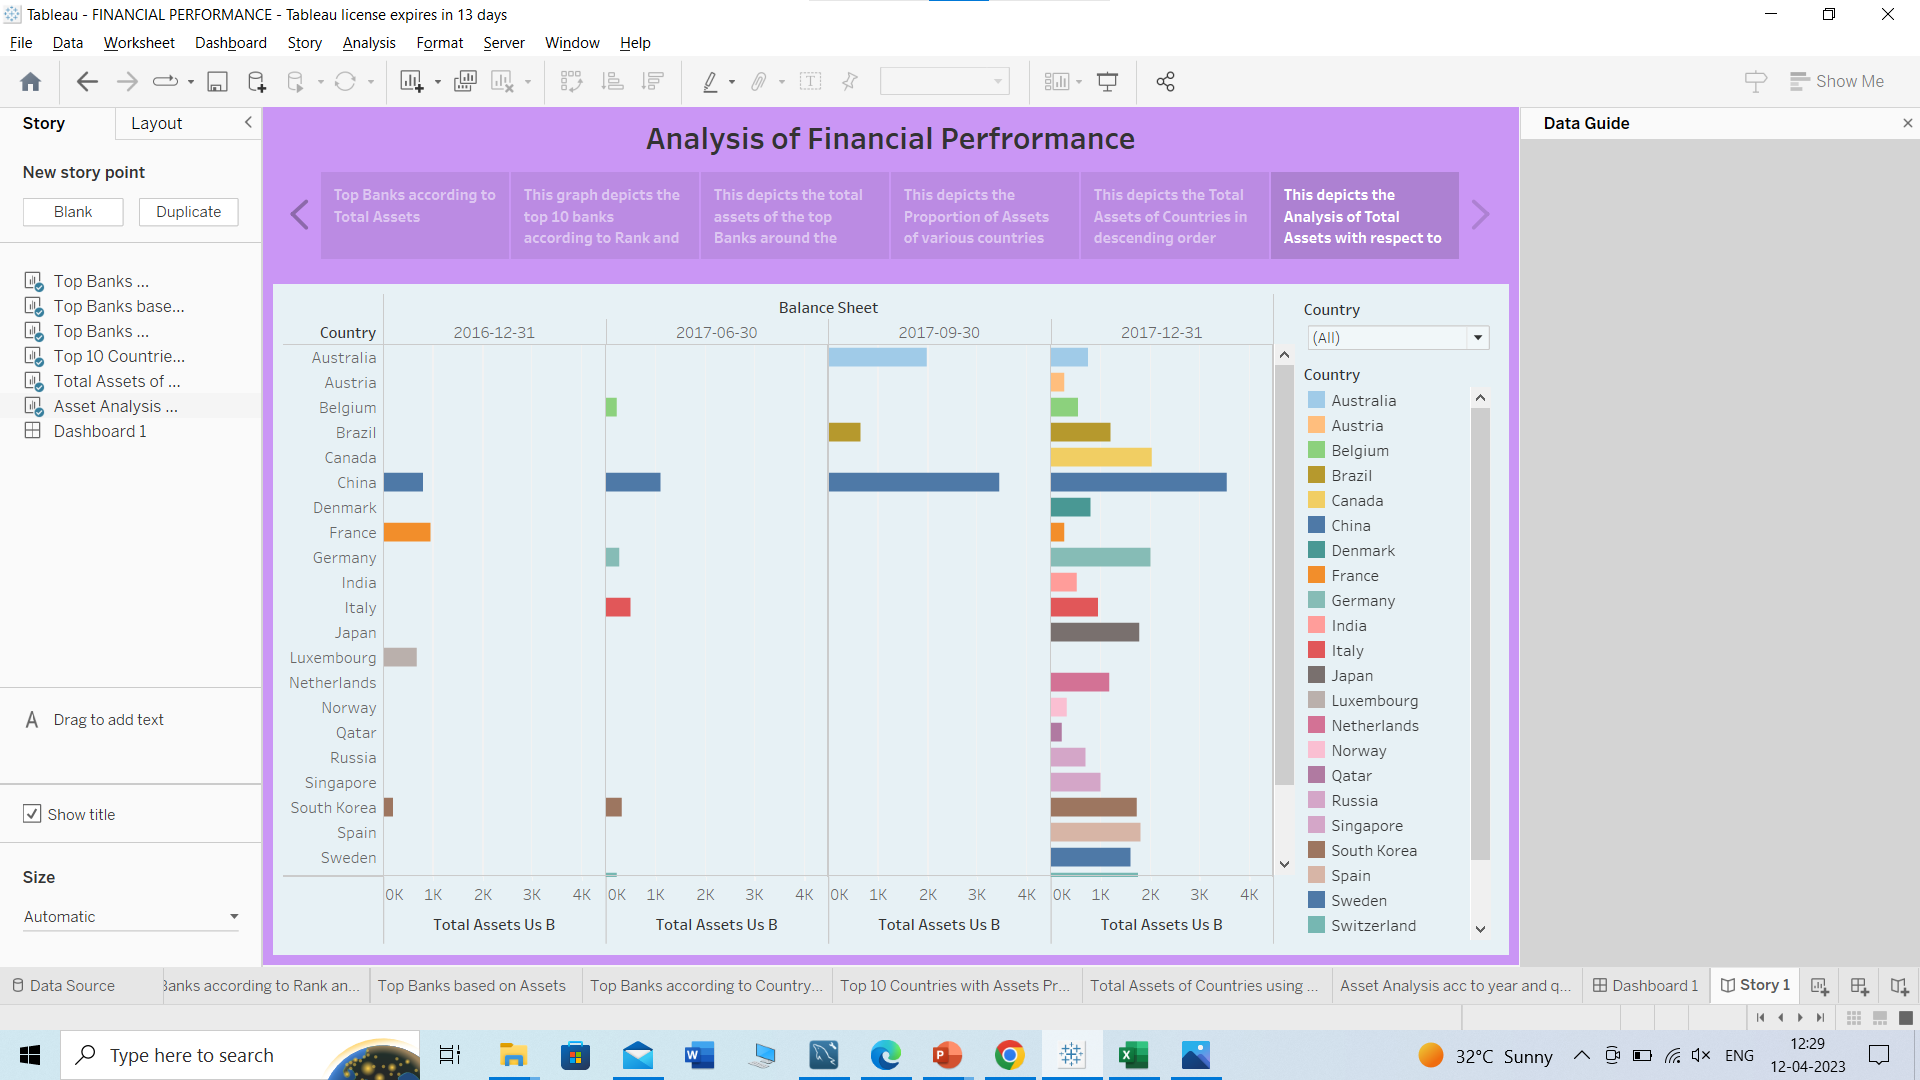 Tableau - FINANCIAL PERFORMANCE - Tableau license expires in 13 days
File Data Worksheet Dashboard Story Analysis Format Server Window Help
Show Me
Story Layout
New story point
Blank Duplicate
Top Banks ...
Top Banks base...
Top Banks ...
Top 10 Countrie...
Total Assets of ...
Asset Analysis ...
Dashboard 1
A Drag to add text
Show title
Size
Automatic
Analysis of Financial Perfrormance
Top Banks according to
Total Assets
This graph depicts the
top 10 banks
according to Rank and
This depicts the total
assets of the top
Banks around the
This depicts the
Proportion of Assets
of various countries
This depicts the Total
Assets of Countries in
descending order
This depicts the
Analysis of Total
Assets with respect to
Balance Sheet
Country 2016-12-31 2017-06-30 2017-09-30 2017-12-31
Australia
Austria
Belgium
Brazil
Canada
China
Denmark
France
Germany
India
Italy
Japan
Luxembourg
Netherlands
Norway
Qatar
Russia
Singapore
South Korea
Spain
Sweden
0K 1K 2K 3K 4K 0K 1K 2K 3K 4K 0K 1K 2K 3K 4K 0K 1K 2K 3K 4K
Total Assets Us B Total Assets Us B Total Assets Us B Total Assets Us B
Country
(All)
Country
Australia
Austria
Belgium
Brazil
Canada
China
Denmark
France
Germany
India
Italy
Japan
Luxembourg
Netherlands
Norway
Qatar
Russia
Singapore
South Korea
Spain
Sweden
Switzerland
Data Guide
Data Source Banks according to Rank an... Top Banks based on Assets Top Banks according to Country... Top 10 Countries with Assets Pr... Total Assets of Countries using ... Asset Analysis acc to year and q... Dashboard 1 Story 1
Type here to search
32°C Sunny
ENG
12:29
12-04-2023